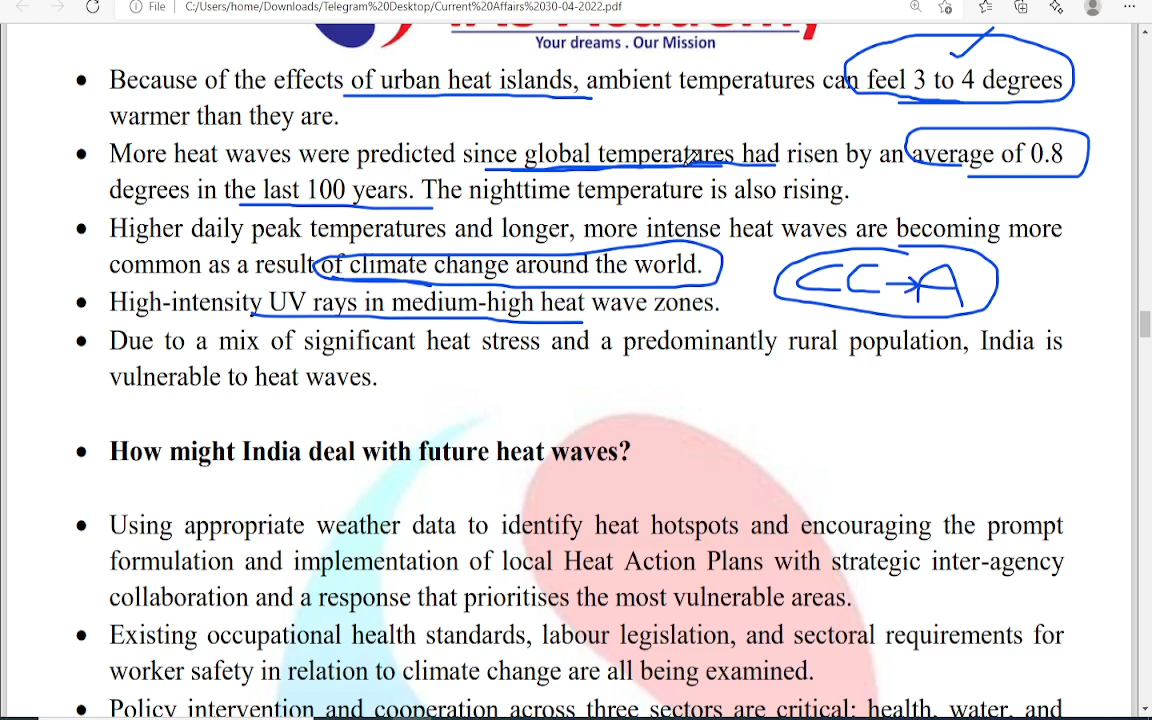 File
C:/Users/home/Downloads/Telegram%20Desktop/Current%20Affairs%2030-04-2022.pdf
Your dreams . Our Mission
• Because of the effects of urban heat islands, ambient temperatures can feel 3 to 4 degrees
warmer than they are.
• More heat waves were predicted since global temperatures had risen by an average of 0.8
degrees in the last 100 years. The nighttime temperature is also rising.
• Higher daily peak temperatures and longer, more intense heat waves are becoming more
common as a result of climate change around the world.
CC→A
• High-intensity UV rays in medium-high heat wave zones.
• Due to a mix of significant heat stress and a predominantly rural population, India is
vulnerable to heat waves.
• How might India deal with future heat waves?
• Using appropriate weather data to identify heat hotspots and encouraging the prompt
formulation and implementation of local Heat Action Plans with strategic inter-agency
collaboration and a response that prioritises the most vulnerable areas.
• Existing occupational health standards, labour legislation, and sectoral requirements for
worker safety in relation to climate change are all being examined.
• Policy intervention and cooperation across three sectors are critical: health, water, and